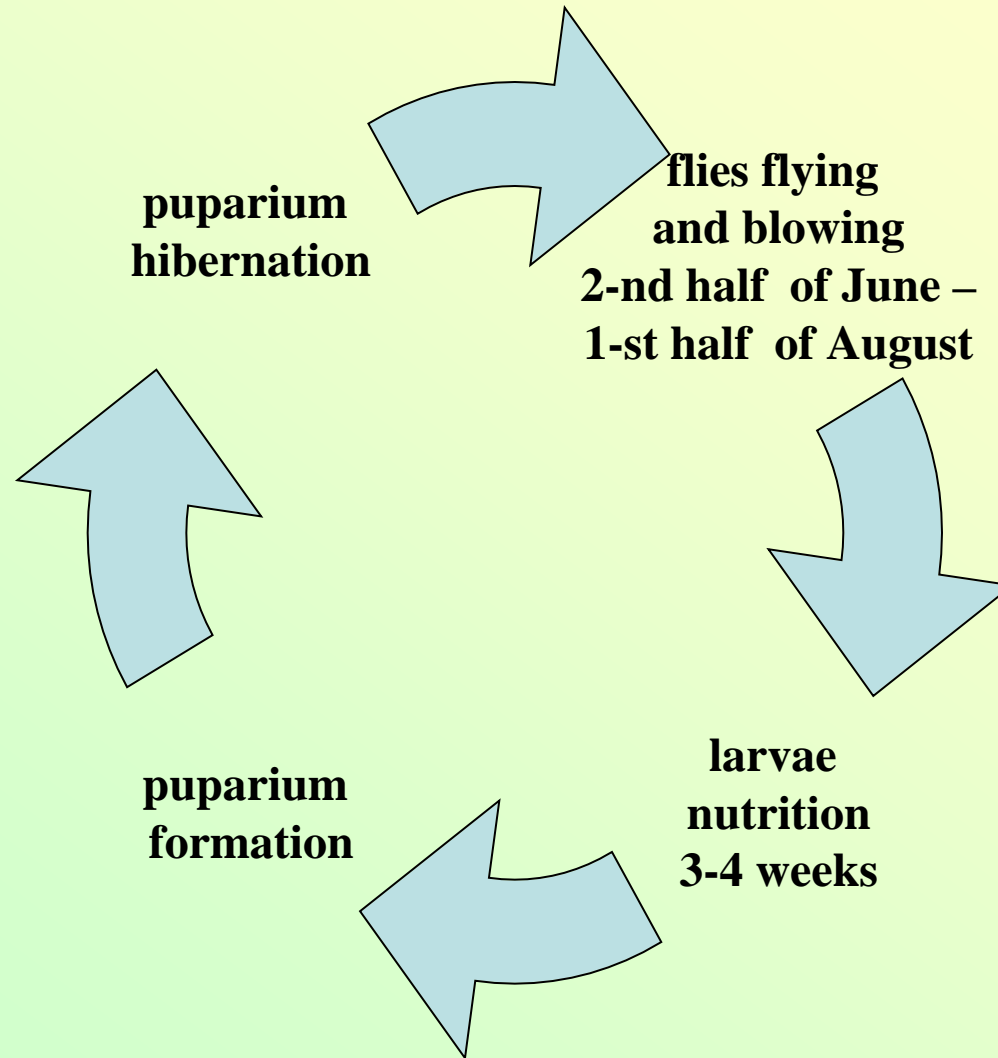 puparium
hibernation
flies flying
and blowing
2-nd half  of June –
1-st half  of August
larvae
nutrition
3-4 weeks
puparium
formation